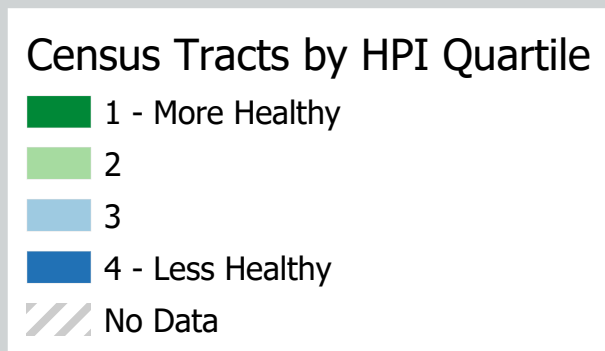 Census Tracts by HPI Quartile
1 - More Healthy
2
3
4 - Less Healthy
No Data